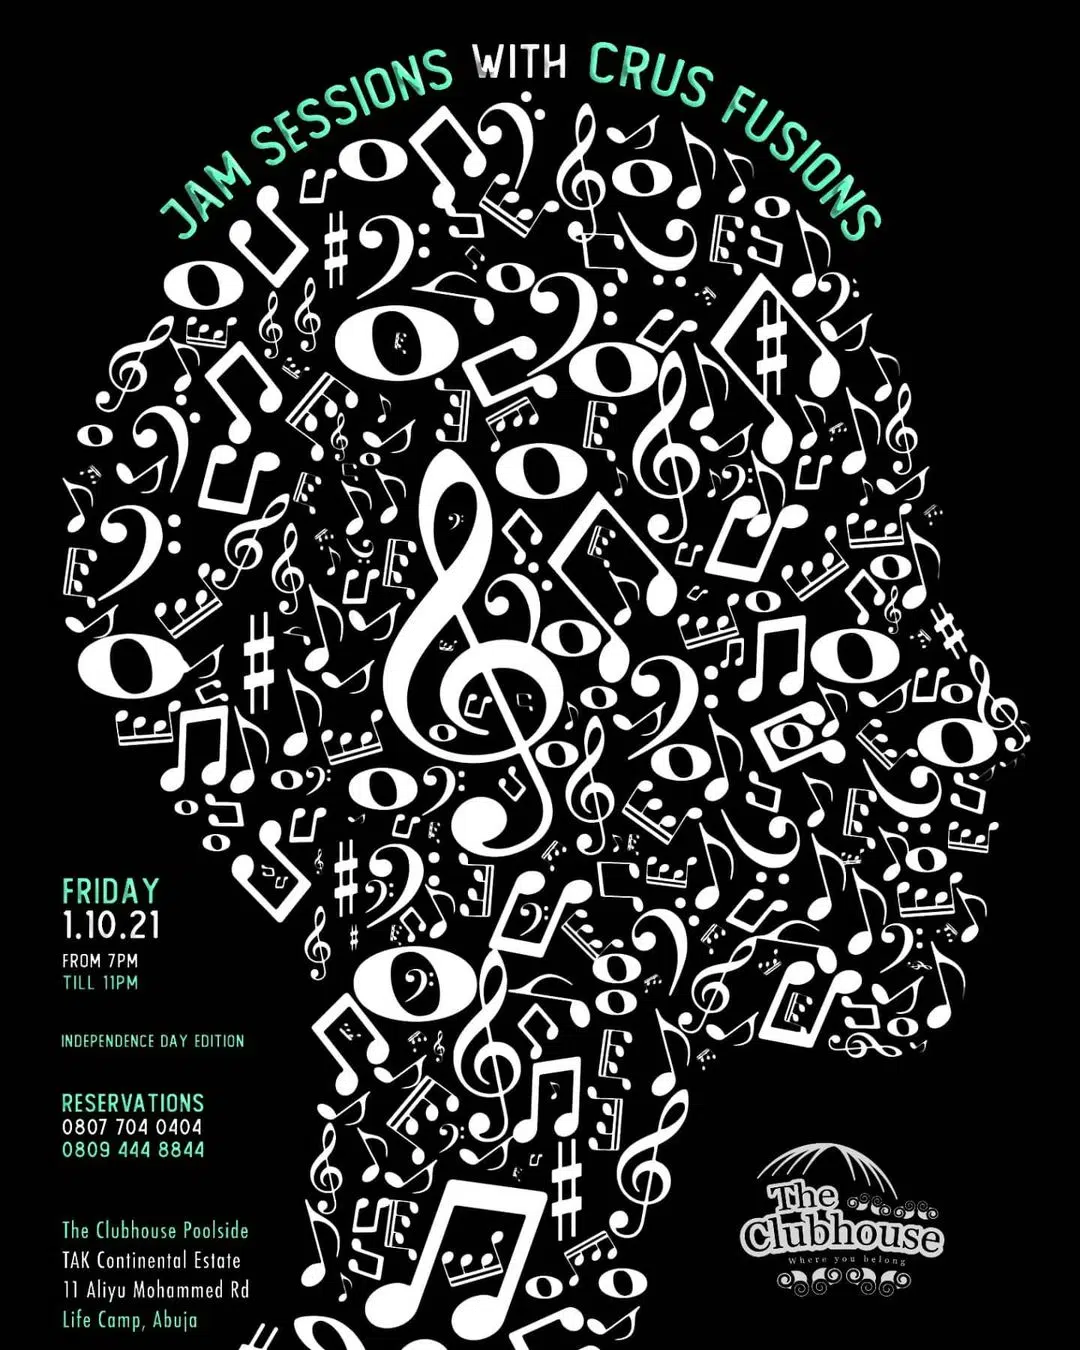 JAM SESSIONS WITH CRUS FUSIONS
FRIDAY
1.10.21
FROM 7PM
TILL 11PM
INDEPENDENCE DAY EDITION
RESERVATIONS
0807 704 0404
0809 444 8844
The Clubhouse Poolside
TAK Continental Estate
11 Aliyu Mohammed Rd
Life Camp, Abuja
The
Clubhouse
Where you belong